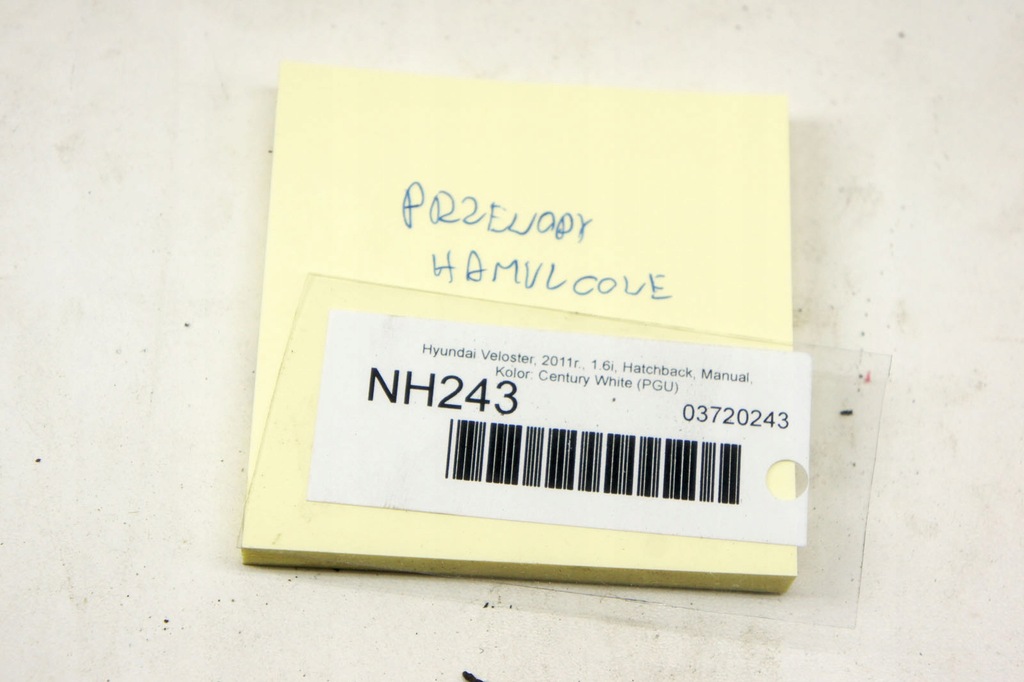 PRZEWODY
HAMULCOWE
Hyundai Veloster, 2011r., 1.6i, Hatchback, Manual,
Kolor: Century White (PGU)
NH243
03720243